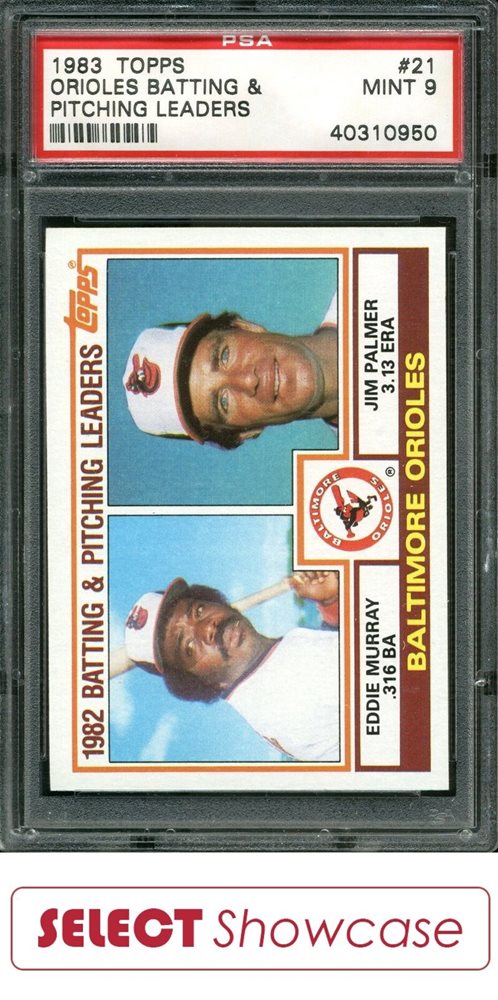 PSA
1983 TOPPS #21
ORIOLES BATTING & MINT 9
PITCHING LEADERS
40310950
1982 BATTING & PITCHING LEADERS topps®
EDDIE MURRAY
.316 BA
BALTIMORE
ORIOLES
®
JIM PALMER
3.13 ERA
BALTIMORE ORIOLES
SELECT Showcase